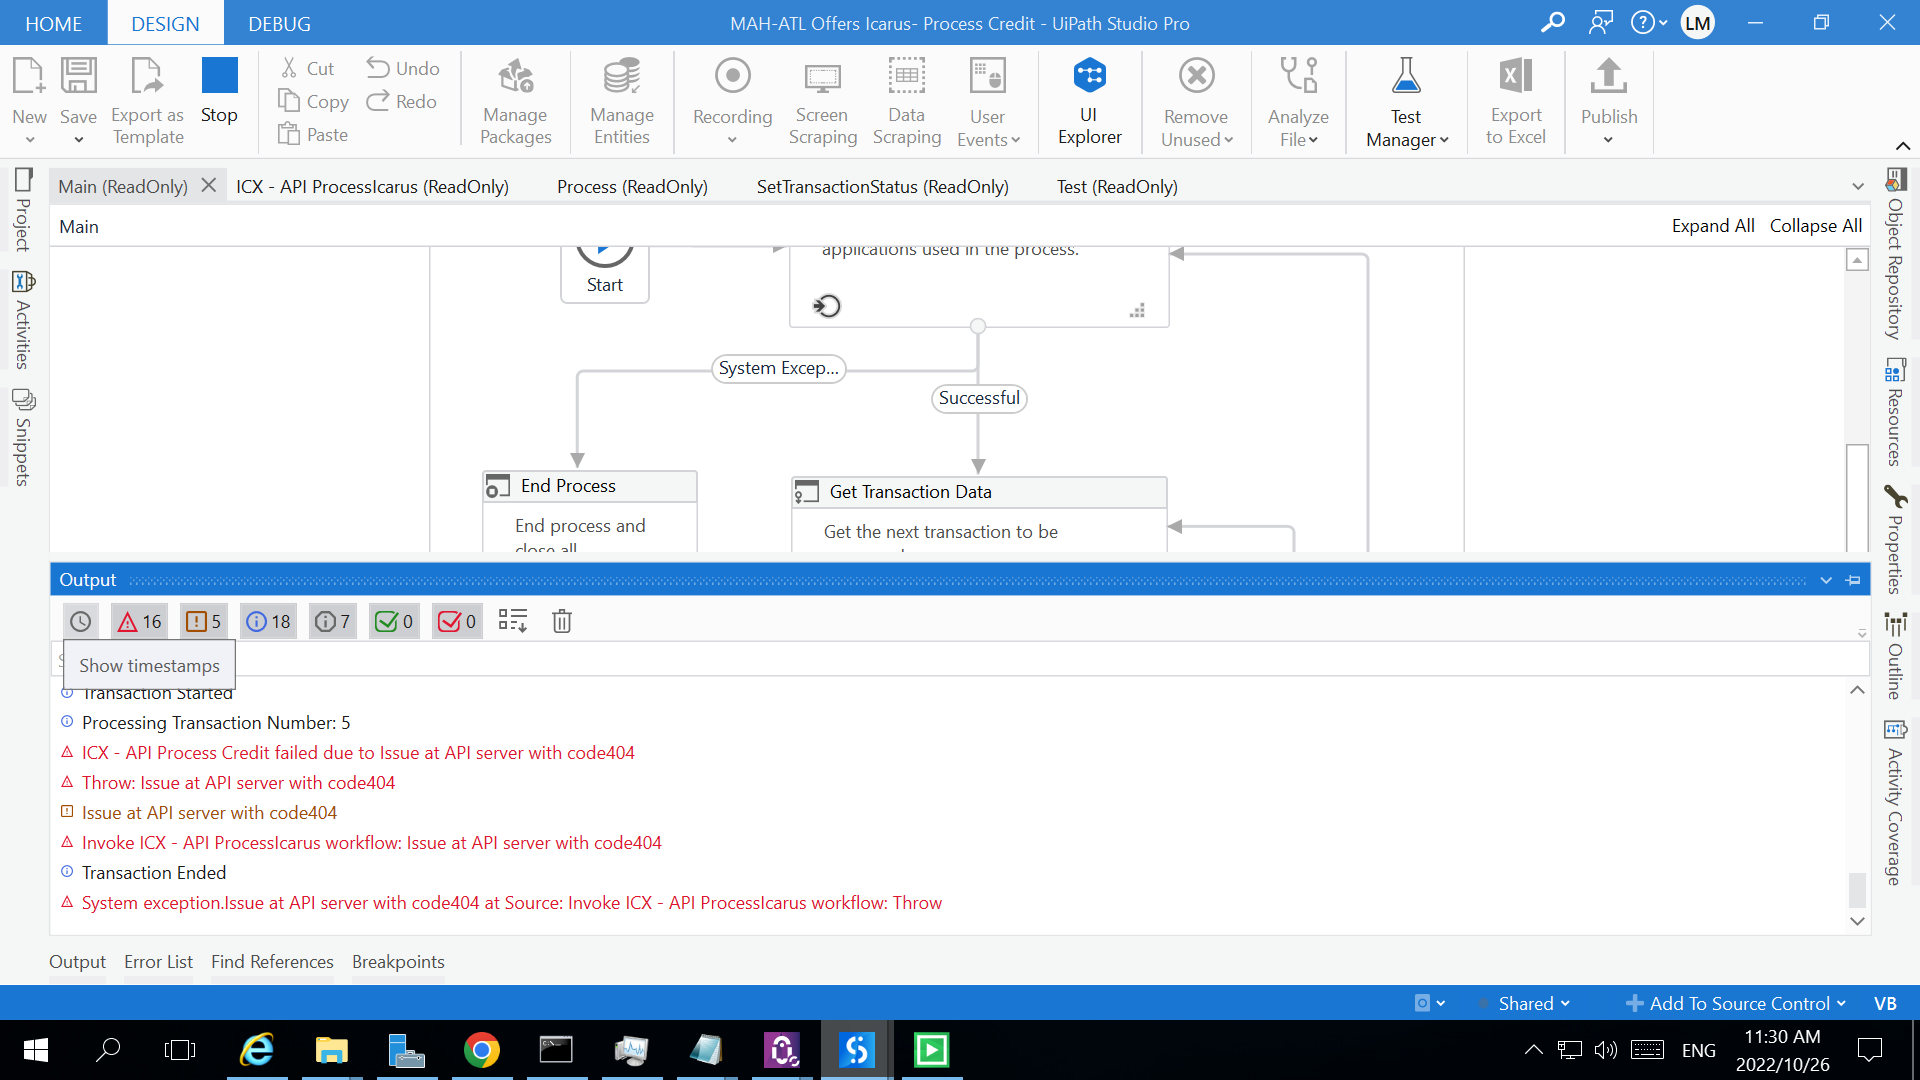 HOME
DESIGN
DEBUG
MAH-ATL Offers Icarus- Process Credit - UiPath Studio Pro
LM
New
Save
Export as
Template
Stop
Cut
Copy
Paste
Undo
Redo
Manage
Packages
Manage
Entities
Recording
Screen
Scraping
Data
Scraping
User
Events
UI
Explorer
Remove
Unused
Analyze
File
Test
Manager
Export
to Excel
Publish
Main (ReadOnly)
ICX - API ProcessIcarus (ReadOnly)
Process (ReadOnly)
SetTransactionStatus (ReadOnly)
Test (ReadOnly)
Main
Expand All
Collapse All
Project
Activities
Snippets
Object Repository
Resources
Properties
Outline
Activity Coverage
applications used in the process.
Start
System Excep...
Successful
End Process
End process and
close all
Get Transaction Data
Get the next transaction to be
Output
16
5
18
7
0
0
Show timestamps
Transaction Started
Processing Transaction Number: 5
ICX - API Process Credit failed due to Issue at API server with code404
Throw: Issue at API server with code404
Issue at API server with code404
Invoke ICX - API ProcessIcarus workflow: Issue at API server with code404
Transaction Ended
System exception.Issue at API server with code404 at Source: Invoke ICX - API ProcessIcarus workflow: Throw
Output
Error List
Find References
Breakpoints
Shared
Add To Source Control
VB
ENG
11:30 AM
2022/10/26